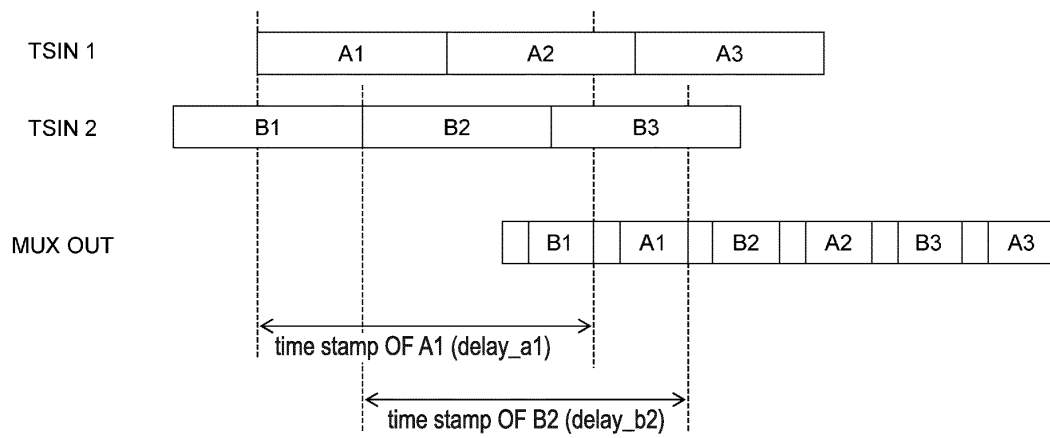 TSIN 1 A1 A2 A3
TSIN 2 B1 B2 B3
MUX OUT B1 A1 B2 A2 B3 A3
time stamp OF A1 (delay_a1)
time stamp OF B2 (delay_b2)